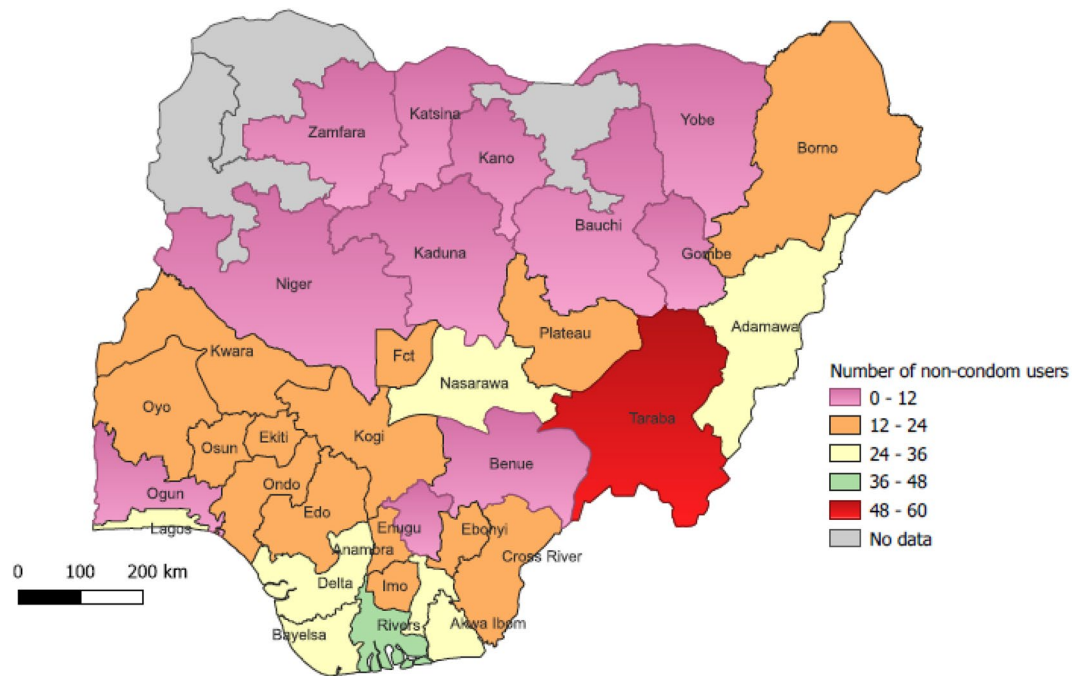 Katsina
Zamfara
Yobe
Kano
Borno
Bauchi
Kaduna
Gombe
Niger
Adamawa
Plateau
Kwara
Fct
Nasarawa
Oyo
Taraba
Osun
Ekiti
Kogi
Benue
Ogun
Ondo
Edo
Lagos
Enugu
Ebonyi
Anambra
Cross River
Delta
Imo
Bayelsa
Rivers
Akwa Ibom
0 100 200 km
Number of non-condom users
0 - 12
12 - 24
24 - 36
36 - 48
48 - 60
No data